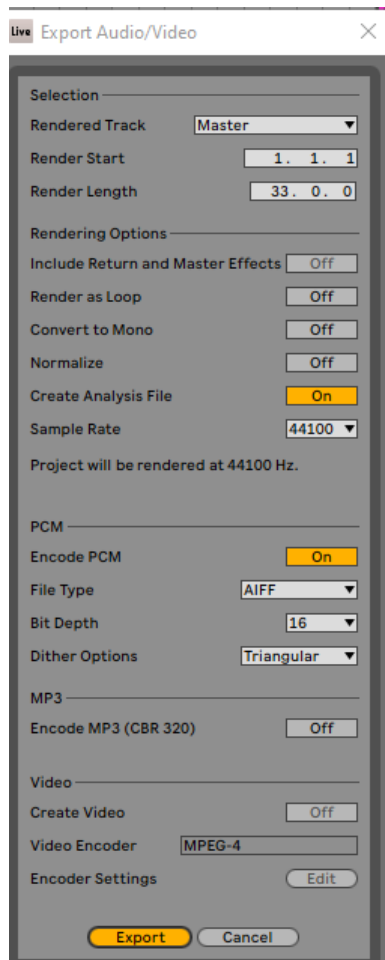 Live Export Audio/Video
Selection
Rendered Track Master
Render Start 1. 1. 1
Render Length 33. 0. 0
Rendering Options
Include Return and Master Effects Off
Render as Loop Off
Convert to Mono Off
Normalize Off
Create Analysis File On
Sample Rate 44100
Project will be rendered at 44100 Hz.
PCM
Encode PCM On
File Type AIFF
Bit Depth 16
Dither Options Triangular
MP3
Encode MP3 (CBR 320) Off
Video
Create Video Off
Video Encoder MPEG-4
Encoder Settings Edit
Export Cancel